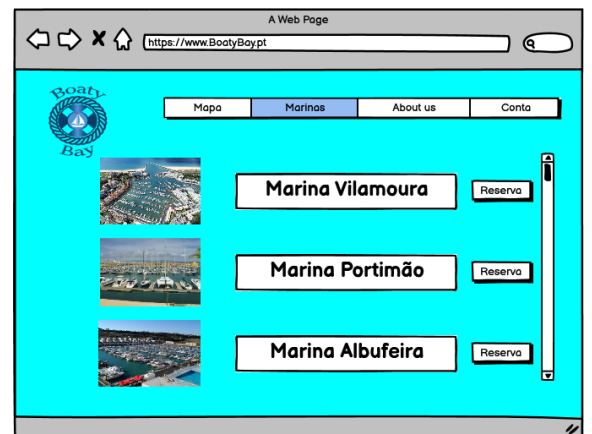 A Web Page
https://www.BoatyBay.pt
Boaty
Bay
Mapa
Marinas
About us
Conta
Marina Vilamoura
Reserva
Marina Portimão
Reserva
Marina Albufeira
Reserva